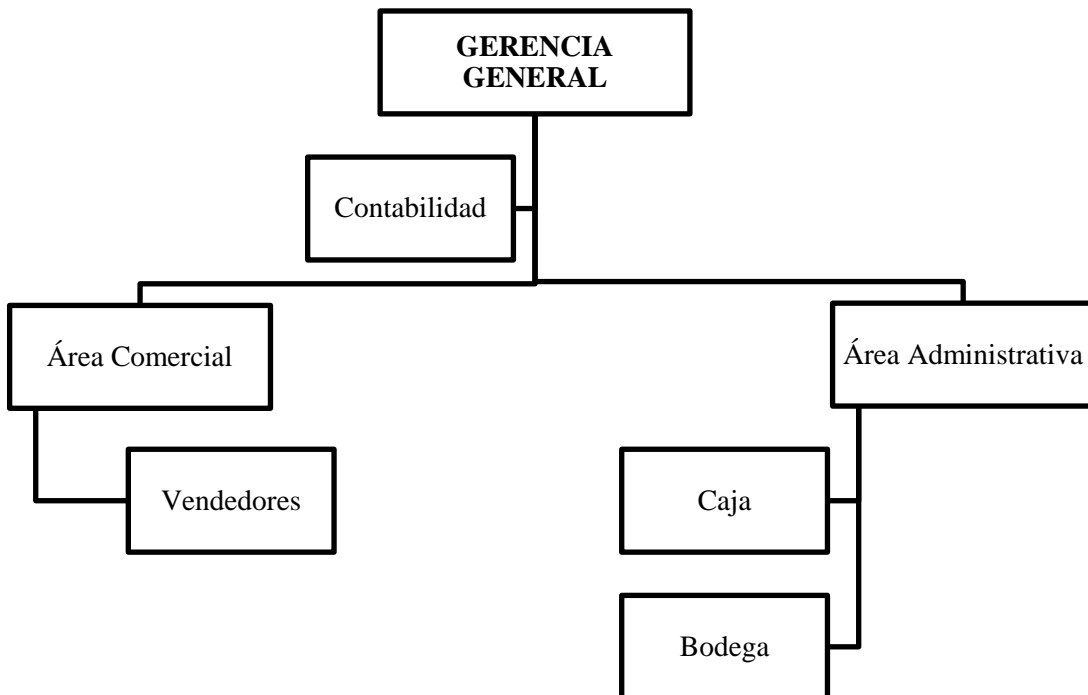 GERENCIA
GENERAL
Contabilidad
Área Comercial
Área Administrativa
Vendedores
Caja
Bodega